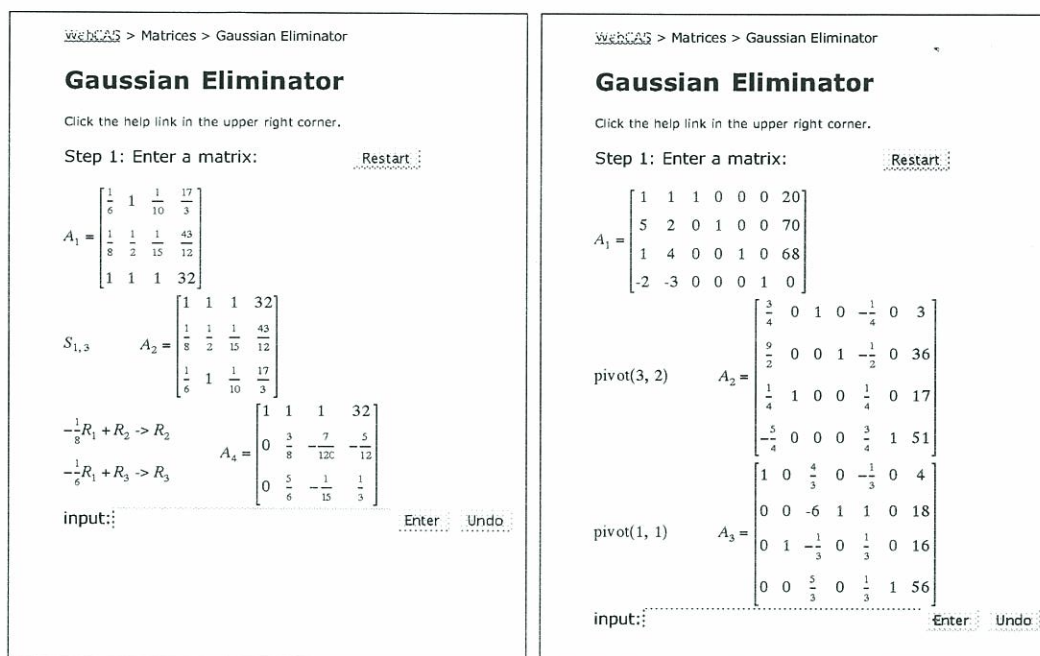 WebCAS > Matrices > Gaussian Eliminator
Gaussian Eliminator
Click the help link in the upper right corner.
Step 1: Enter a matrix: Restart
A₁ = [1/6 1 1/10 17/3
1/8 1/2 1/15 43/12
1 1 1 32]
S₁,₃ A₂ = [1 1 1 32
1/8 1/2 1/15 43/12
1/6 1 1/10 17/3]
-1/8R₁ + R₂ -> R₂
-1/6R₁ + R₃ -> R₃
A₄ = [1 1 1 32
0 3/8 -7/120 -5/12
0 5/6 -1/15 1/3]
input: Enter Undo
WebCAS > Matrices > Gaussian Eliminator
Gaussian Eliminator
Click the help link in the upper right corner.
Step 1: Enter a matrix: Restart
A₁ = [1 1 1 0 0 0 20
5 2 0 1 0 0 70
1 4 0 0 1 0 68
-2 -3 0 0 0 1 0]
pivot(3, 2) A₂ = [3/4 0 1 0 -1/4 0 3
9/2 0 0 1 -1/2 0 36
1/4 1 0 0 1/4 0 17
-5/4 0 0 0 3/4 1 51]
pivot(1, 1) A₃ = [1 0 4/3 0 -1/3 0 4
0 0 -6 1 1 0 18
0 1 -1/3 0 1/3 0 16
0 0 5/3 0 1/3 1 56]
input: Enter Undo